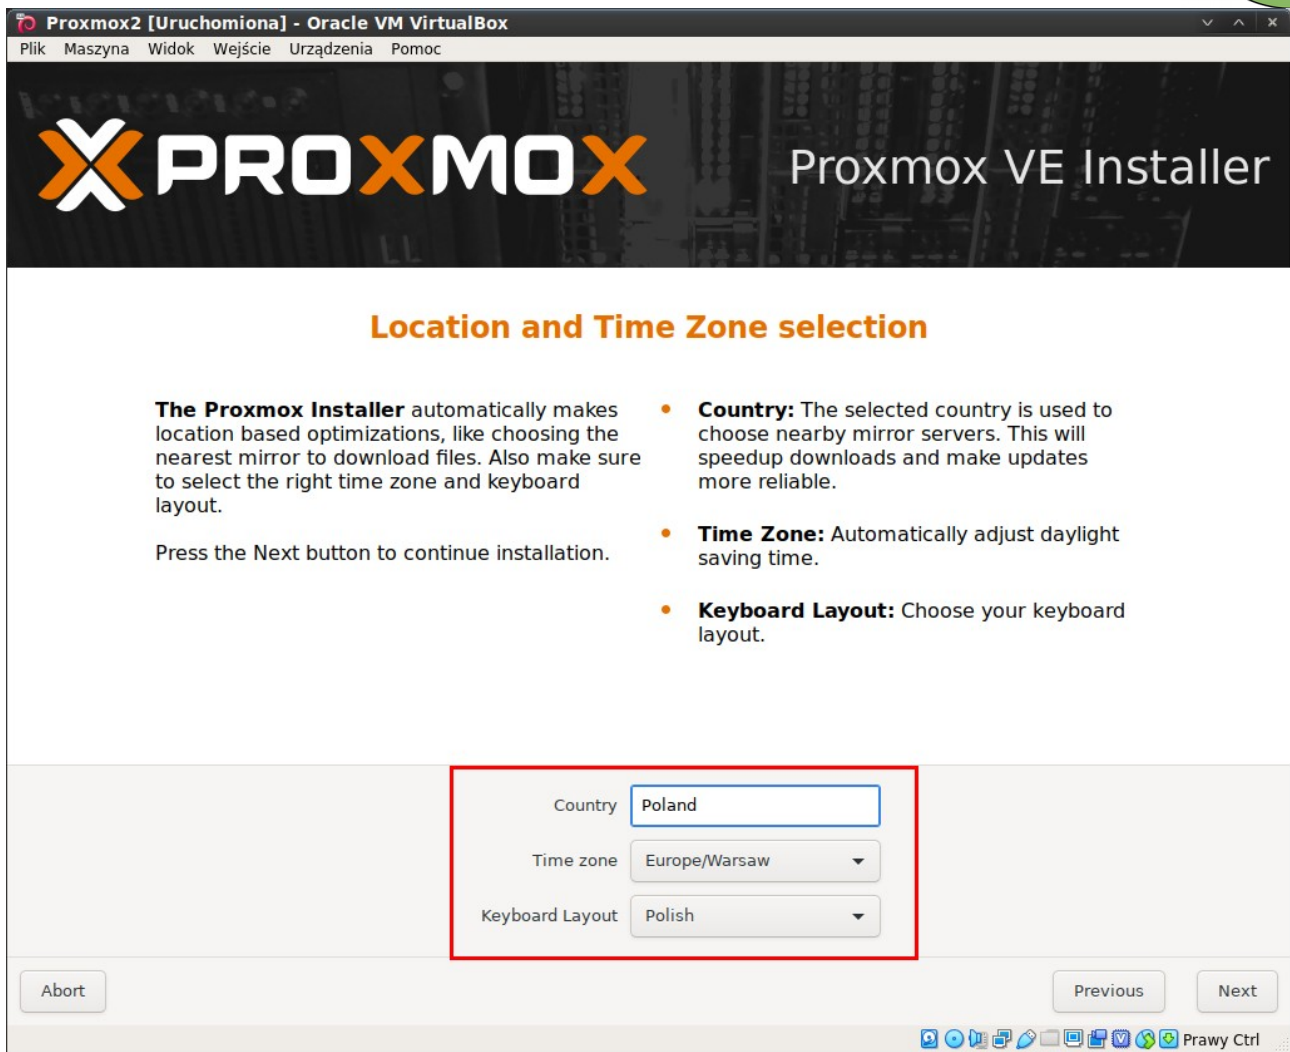 Proxmox2 [Uruchomiona] - Oracle VM VirtualBox
Plik Maszyna Widok Wejście Urządzenia Pomoc
PROXMOX
Proxmox VE Installer
Location and Time Zone selection
The Proxmox Installer automatically makes
location based optimizations, like choosing the
nearest mirror to download files. Also make sure
to select the right time zone and keyboard
layout.
Press the Next button to continue installation.
Country: The selected country is used to
choose nearby mirror servers. This will
speedup downloads and make updates
more reliable.
Time Zone: Automatically adjust daylight
saving time.
Keyboard Layout: Choose your keyboard
layout.
Country Poland
Time zone Europe/Warsaw
Keyboard Layout Polish
Abort Previous Next
Prawy Ctrl